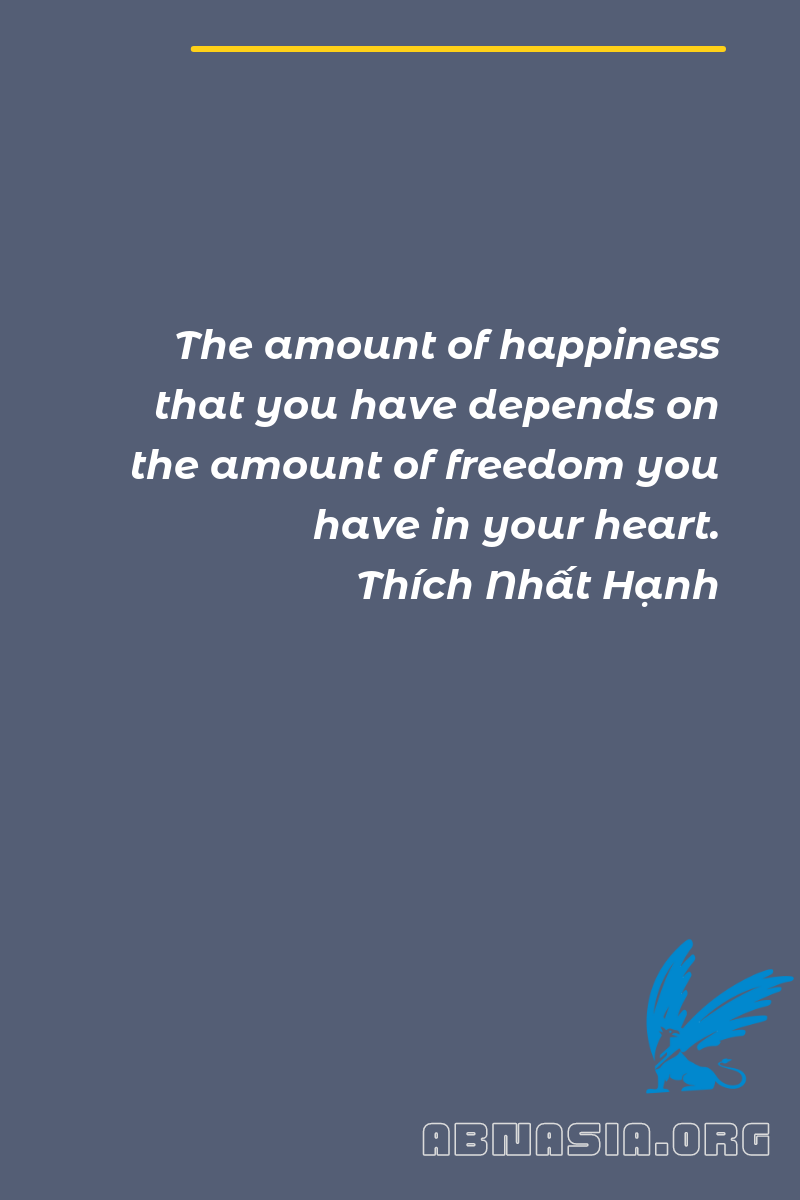 The amount of happiness
that you have depends on
the amount of freedom you
have in your heart.
Thích Nhất Hạnh
ABNASIA.ORG